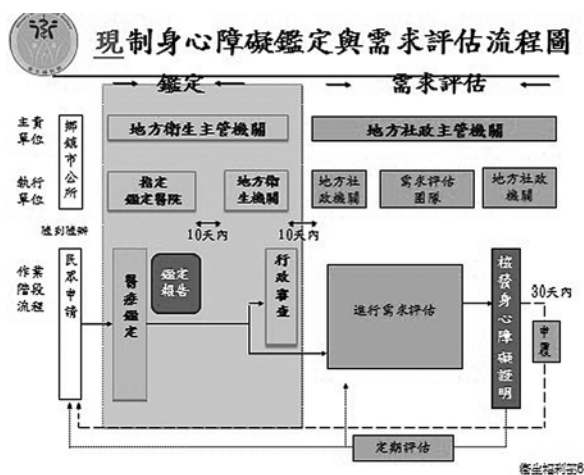 現制身心障礙鑑定與需求評估流程圖
鑑定
需求評估
主責
單位
鄉鎮市公所
地方衛生主管機關
地方社政主管機關
執行
單位
指定
鑑定醫院
地方衛
生機關
地方社
政機關
需求評估
團隊
地方社政
機關
隨到隨辦
10天內
10天內
作業
階段
流程
民眾申請
醫療鑑定
鑑定
報告
行政審查
進行需求評估
核發身心障礙證明
30天內
申覆
定期評估